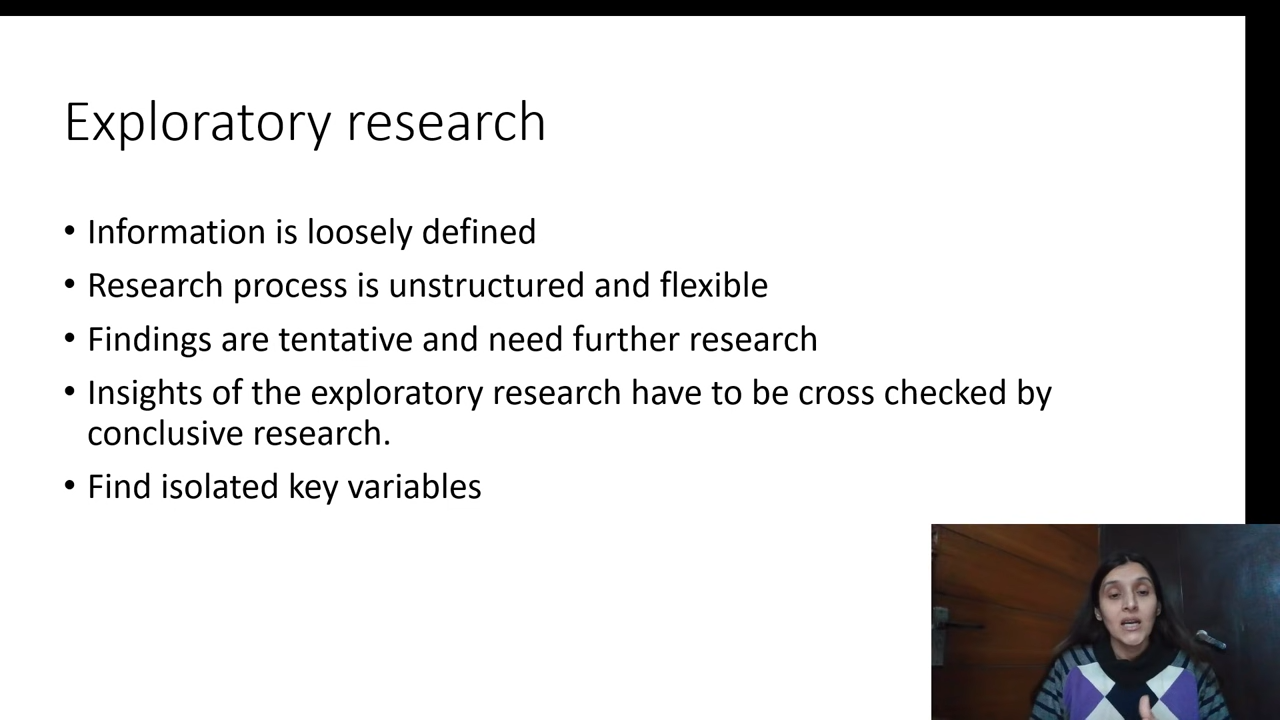 Exploratory research
• Information is loosely defined
• Research process is unstructured and flexible
• Findings are tentative and need further research
• Insights of the exploratory research have to be cross checked by
conclusive research.
• Find isolated key variables